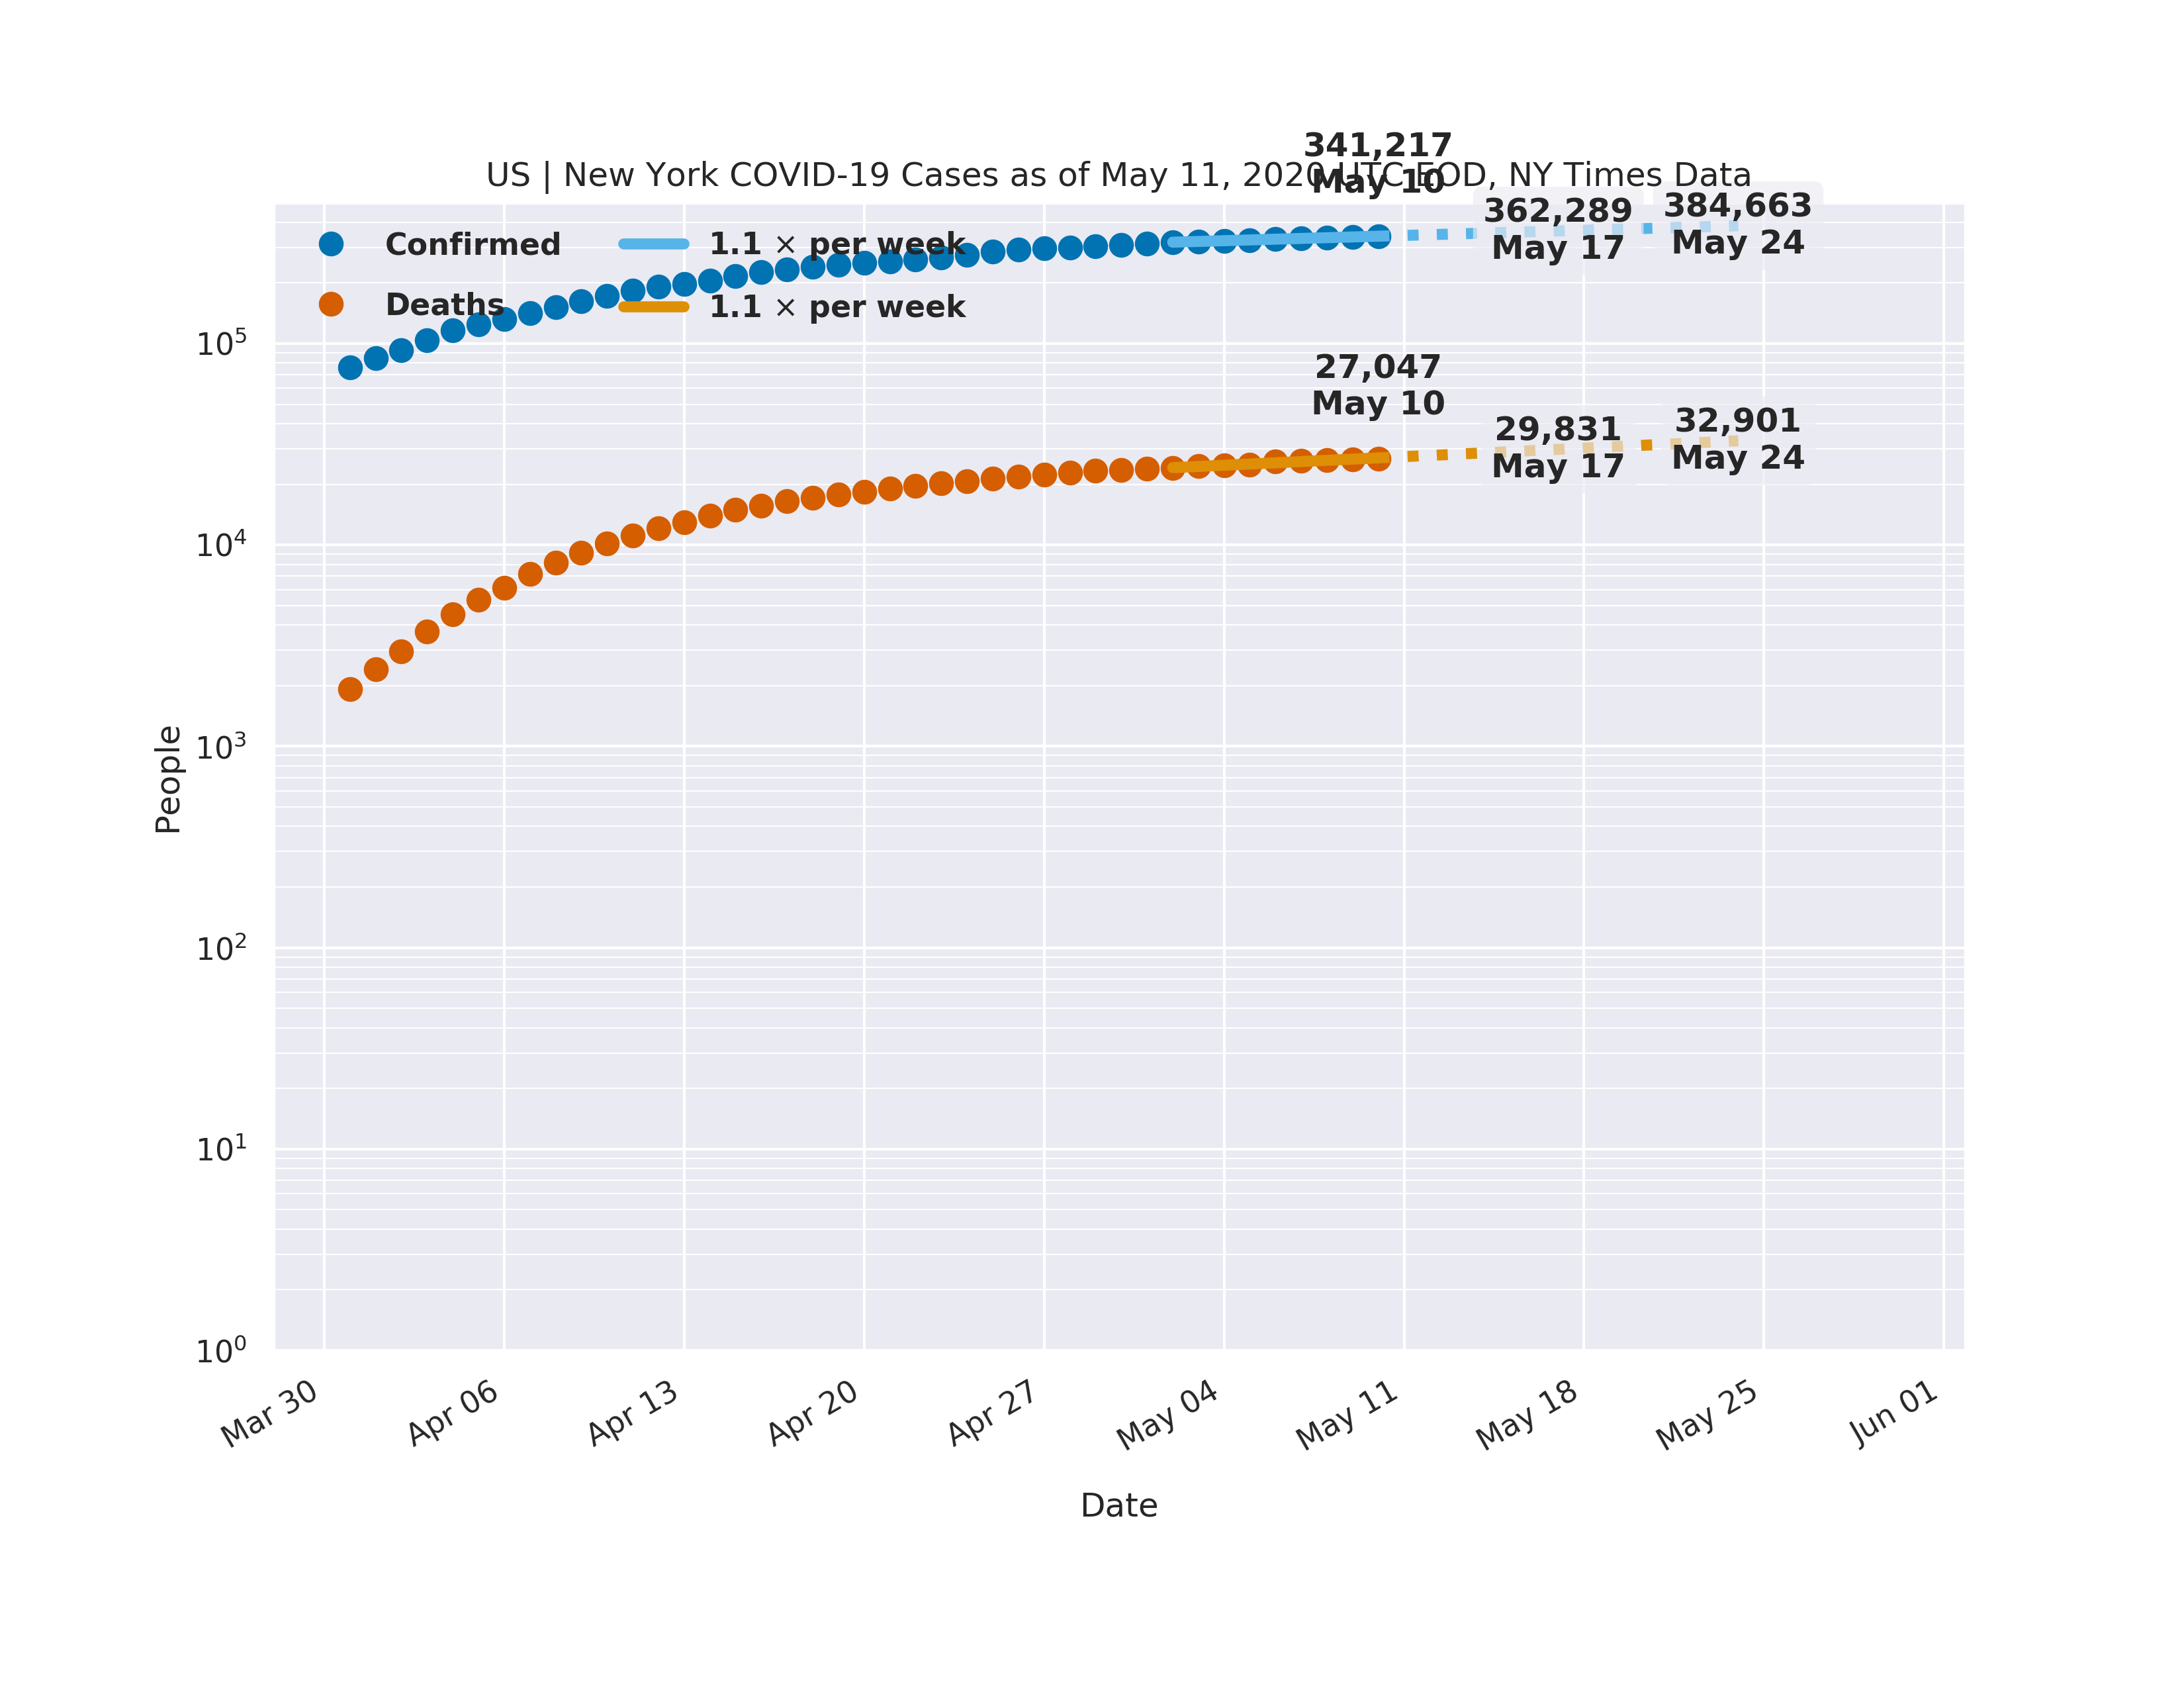 341,217
May 10
US | New York COVID-19 Cases as of May 11, 2020 UTC EOD, NY Times Data
362,289
May 17
384,663
May 24
Confirmed
1.1 × per week
Deaths
1.1 × per week
27,047
May 10
29,831
May 17
32,901
May 24
People
10⁵
10⁴
10³
10²
10¹
10⁰
Mar 30
Apr 06
Apr 13
Apr 20
Apr 27
May 04
May 11
May 18
May 25
Jun 01
Date